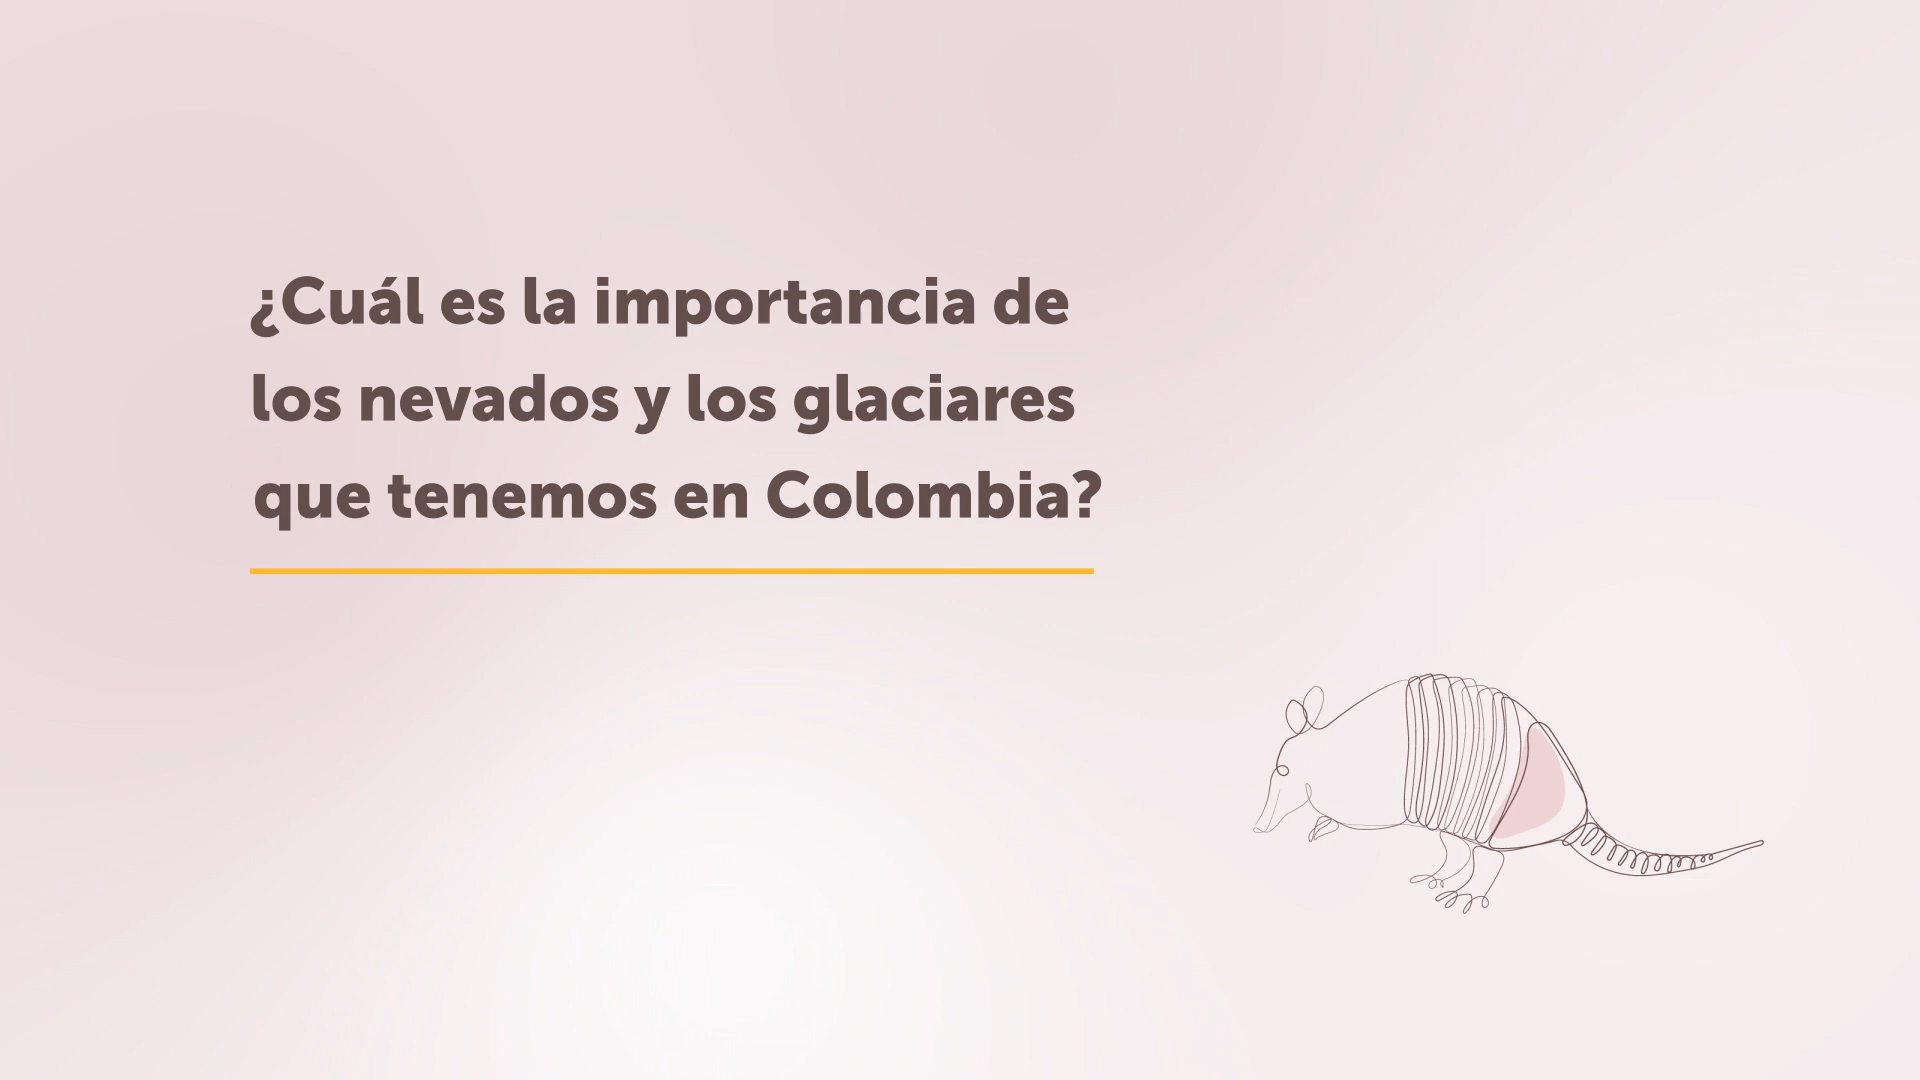 ¿Cuál es la importancia de
los nevados y los glaciares
que tenemos en Colombia?